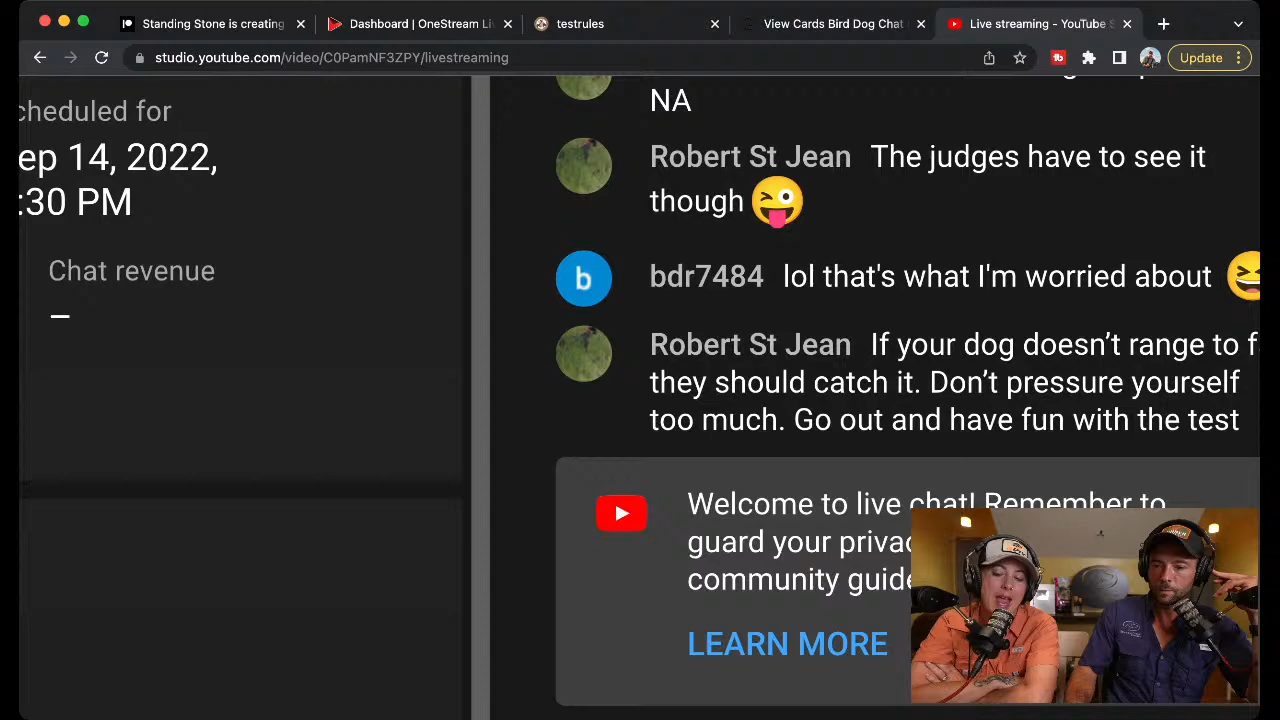 Standing Stone is creating
Dashboard | OneStream Li
testrules
View Cards Bird Dog Chat
Live streaming - YouTube S
studio.youtube.com/video/C0PamNF3ZPY/livestreaming
Update
cheduled for
ep 14, 2022,
:30 PM
Chat revenue
–
NA
Robert St Jean The judges have to see it
though
b
bdr7484 lol that's what I'm worried about
Robert St Jean If your dog doesn’t range to f
they should catch it. Don’t pressure yourself
too much. Go out and have fun with the test
Welcome to live chat! Remember to
guard your privac
community guide
LEARN MORE